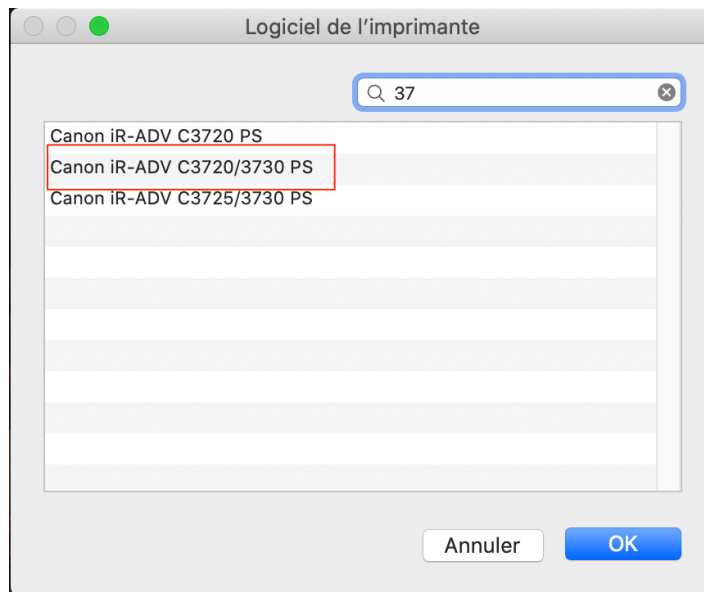 Logiciel de l’imprimante
37
Canon iR-ADV C3720 PS
Canon iR-ADV C3720/3730 PS
Canon iR-ADV C3725/3730 PS
Annuler
OK